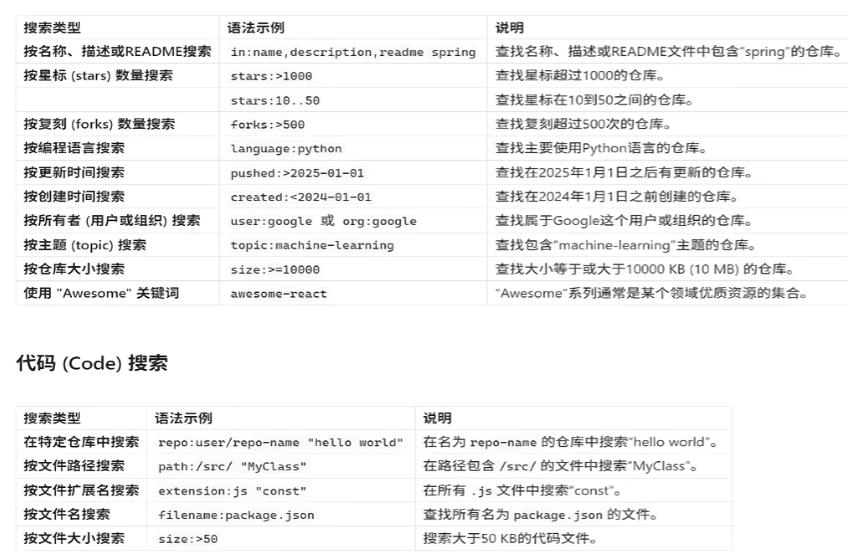 搜索类型 语法示例 说明
按名称、描述或README搜索 in:name,description,readme spring 查找名称、描述或README文件中包含“spring”的仓库。
按星标 (stars) 数量搜索 stars:>1000 查找星标超过1000的仓库。
stars:10..50 查找星标在10到50之间的仓库。
按复刻 (forks) 数量搜索 forks:>500 查找复刻超过500次的仓库。
按编程语言搜索 language:python 查找主要使用Python语言的仓库。
按更新时间搜索 pushed:>2025-01-01 查找在2025年1月1日之后有更新的仓库。
按创建时间搜索 created:<2024-01-01 查找在2024年1月1日之前创建的仓库。
按所有者 (用户或组织) 搜索 user:google 或 org:google 查找属于Google这个用户或组织的仓库。
按主题 (topic) 搜索 topic:machine-learning 查找包含“machine-learning”主题的仓库。
按仓库大小搜索 size:>=10000 查找大小等于或大于10000 KB (10 MB) 的仓库。
使用 "Awesome" 关键词 awesome-react “Awesome”系列通常是某个领域优质资源的集合。
代码 (Code) 搜索
搜索类型 语法示例 说明
在特定仓库中搜索 repo:user/repo-name "hello world" 在名为 repo-name 的仓库中搜索“hello world”。
按文件路径搜索 path:/src/ "MyClass" 在路径包含 /src/ 的文件中搜索“MyClass”。
按文件扩展名搜索 extension:js "const" 在所有 .js 文件中搜索“const”。
按文件名搜索 filename:package.json 查找所有名为 package.json 的文件。
按文件大小搜索 size:>50 搜索大于50 KB的代码文件。